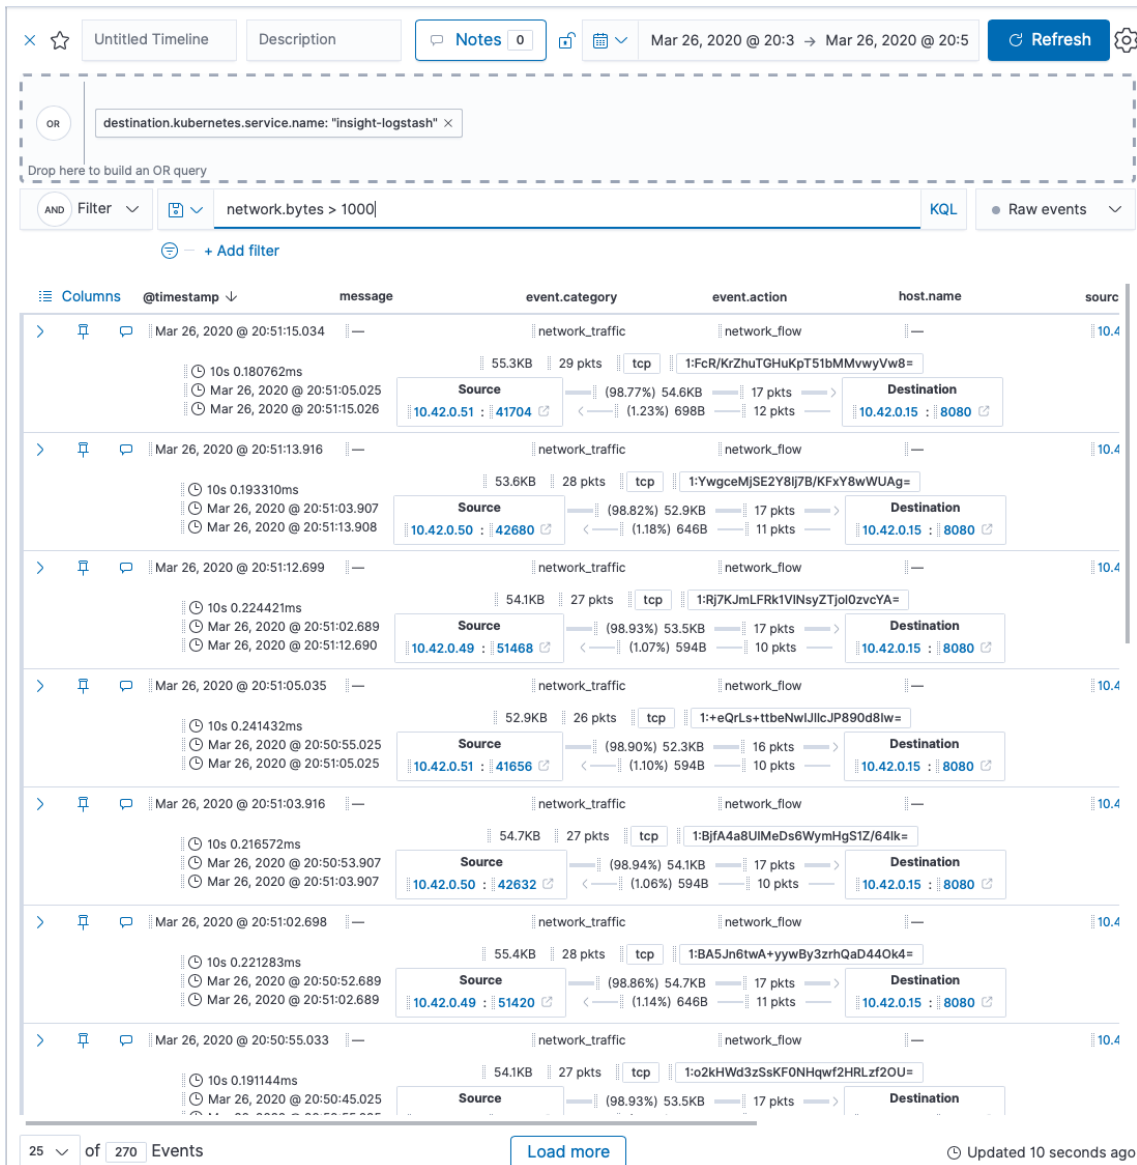 Untitled Timeline Description Notes 0 Mar 26, 2020 @ 20:3 → Mar 26, 2020 @ 20:5 Refresh
OR destination.kubernetes.service.name: "insight-logstash" ×
Drop here to build an OR query
AND Filter network.bytes > 1000 KQL Raw events
+ Add filter
Columns @timestamp ↓ message event.category event.action host.name sourc
Mar 26, 2020 @ 20:51:15.034 — network_traffic network_flow — 10.4
55.3KB 29 pkts tcp 1:FcR/KrZhuTGHuKpT51bMMvwyVw8=
10s 0.180762ms
Mar 26, 2020 @ 20:51:05.025 Source (98.77%) 54.6KB 17 pkts Destination
Mar 26, 2020 @ 20:51:15.026 10.42.0.51 : 41704 (1.23%) 698B 12 pkts 10.42.0.15 : 8080
Mar 26, 2020 @ 20:51:13.916 — network_traffic network_flow — 10.4
53.6KB 28 pkts tcp 1:YwgceMjSE2Y8Ij7B/KFxY8wWUAg=
10s 0.193310ms
Mar 26, 2020 @ 20:51:03.907 Source (98.82%) 52.9KB 17 pkts Destination
Mar 26, 2020 @ 20:51:13.908 10.42.0.50 : 42680 (1.18%) 646B 11 pkts 10.42.0.15 : 8080
Mar 26, 2020 @ 20:51:12.699 — network_traffic network_flow — 10.4
54.1KB 27 pkts tcp 1:Rj7KJmLFRk1VINsyZTjol0zvcYA=
10s 0.224421ms
Mar 26, 2020 @ 20:51:02.689 Source (98.93%) 53.5KB 17 pkts Destination
Mar 26, 2020 @ 20:51:12.690 10.42.0.49 : 51468 (1.07%) 594B 10 pkts 10.42.0.15 : 8080
Mar 26, 2020 @ 20:51:05.035 — network_traffic network_flow — 10.4
52.9KB 26 pkts tcp 1:+eQrLs+ttbeNwIJlIcJP890d8Iw=
10s 0.241432ms
Mar 26, 2020 @ 20:50:55.025 Source (98.90%) 52.3KB 16 pkts Destination
Mar 26, 2020 @ 20:51:05.025 10.42.0.51 : 41656 (1.10%) 594B 10 pkts 10.42.0.15 : 8080
Mar 26, 2020 @ 20:51:03.916 — network_traffic network_flow — 10.4
54.7KB 27 pkts tcp 1:BjfA4a8UIMeDs6WymHgS1Z/64Ik=
10s 0.216572ms
Mar 26, 2020 @ 20:50:53.907 Source (98.94%) 54.1KB 17 pkts Destination
Mar 26, 2020 @ 20:51:03.907 10.42.0.50 : 42632 (1.06%) 594B 10 pkts 10.42.0.15 : 8080
Mar 26, 2020 @ 20:51:02.698 — network_traffic network_flow — 10.4
55.4KB 28 pkts tcp 1:BA5Jn6twA+yywBy3zrhQaD44Ok4=
10s 0.221283ms
Mar 26, 2020 @ 20:50:52.689 Source (98.86%) 54.7KB 17 pkts Destination
Mar 26, 2020 @ 20:51:02.689 10.42.0.49 : 51420 (1.14%) 646B 11 pkts 10.42.0.15 : 8080
Mar 26, 2020 @ 20:50:55.033 — network_traffic network_flow — 10.4
54.1KB 27 pkts tcp 1:o2kHWd3zSsKF0NHqwf2HRLzf2OU=
10s 0.191144ms
Mar 26, 2020 @ 20:50:45.025 Source (98.93%) 53.5KB 17 pkts Destination
25 of 270 Events Load more Updated 10 seconds ago